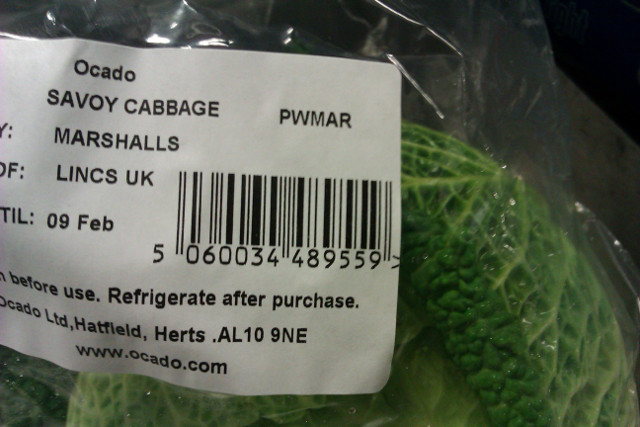 Ocado
SAVOY CABBAGE PWMAR
Y: MARSHALLS
OF: LINCS UK
TIL: 09 Feb
5 060034 489559 >
before use. Refrigerate after purchase.
Ocado Ltd,Hatfield, Herts .AL10 9NE
www.ocado.com